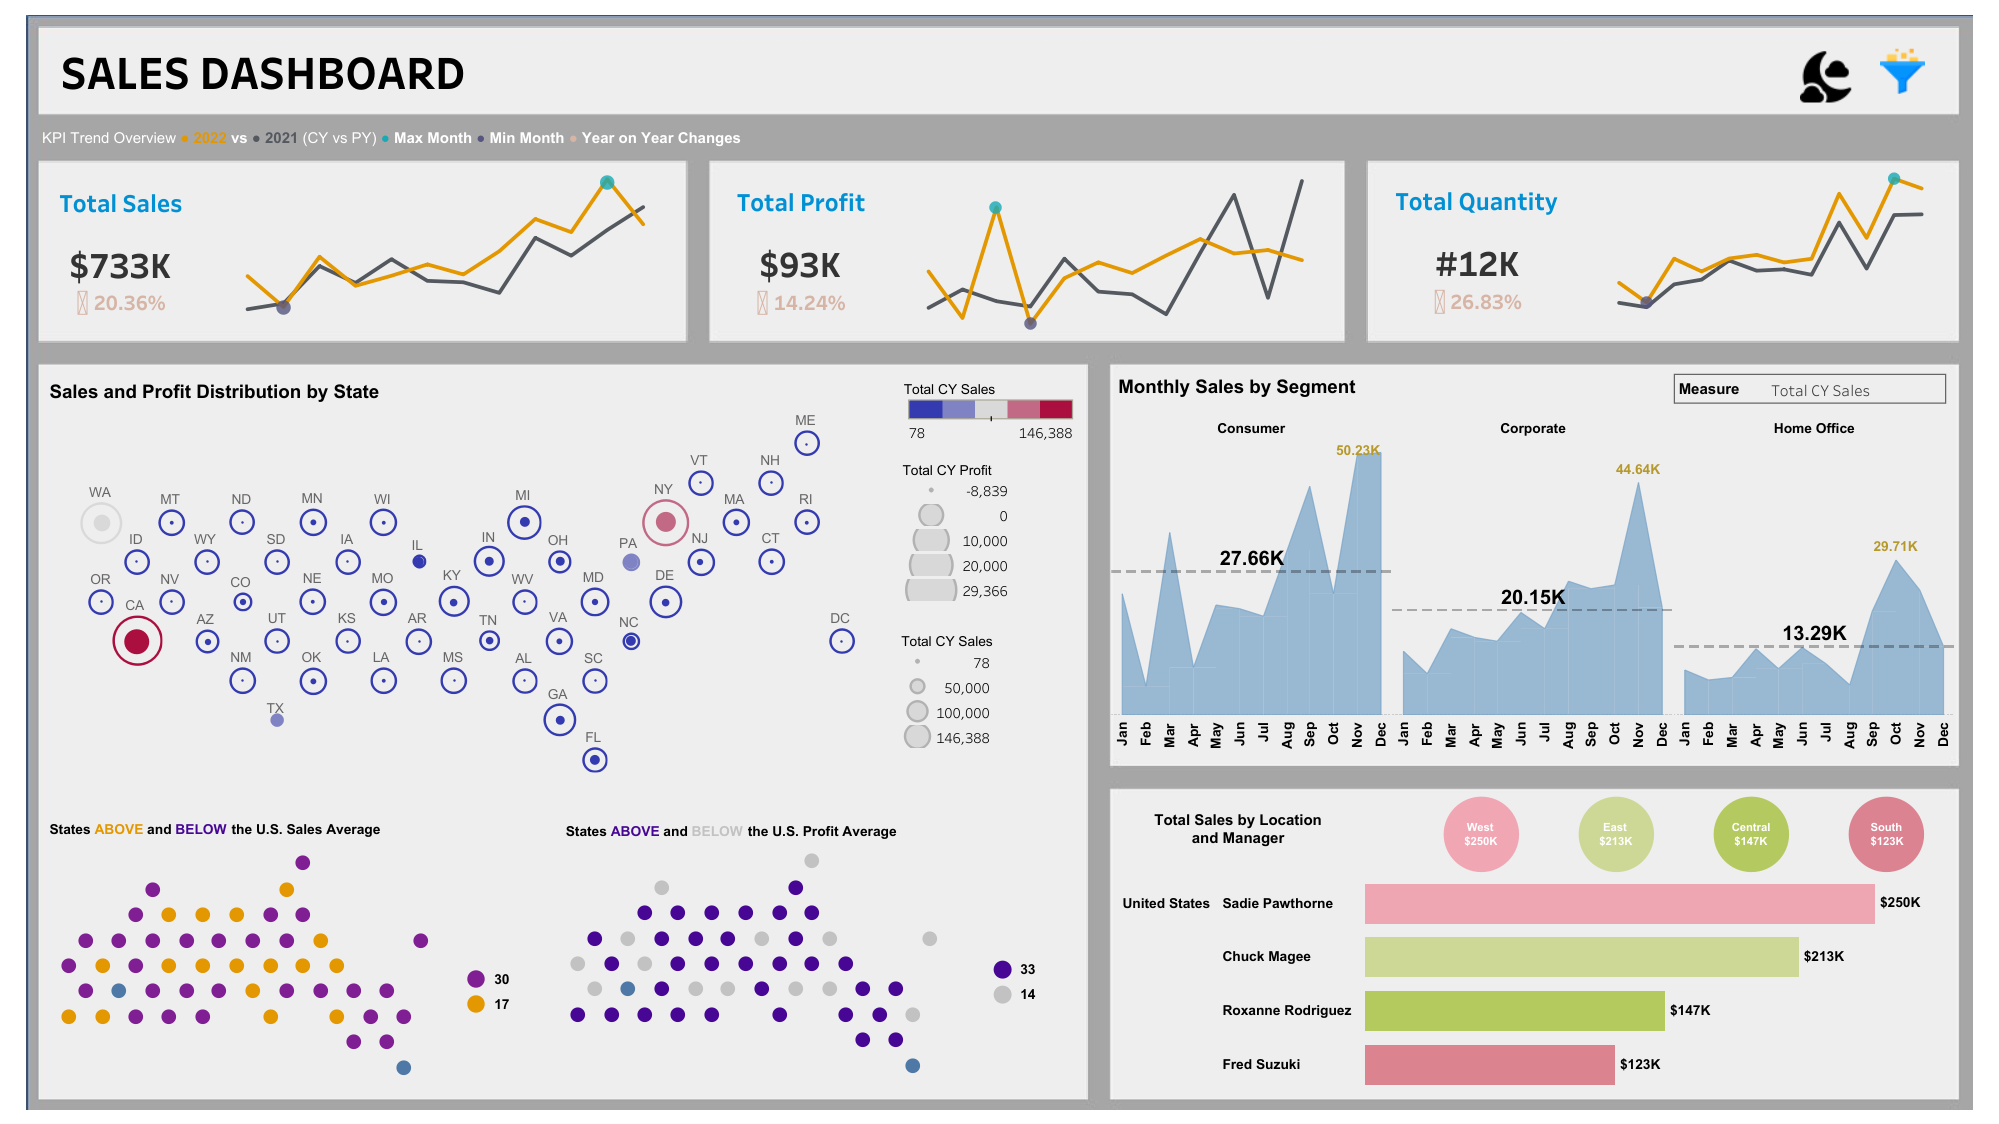 SALES DASHBOARD
KPI Trend Overview ● 2022 vs ● 2021 (CY vs PY) ● Max Month ● Min Month ● Year on Year Changes
Total Sales
$733K
20.36%
Total Profit
$93K
14.24%
Total Quantity
#12K
26.83%
Sales and Profit Distribution by State
ME
VT NH
WA MT ND MN WI MI NY MA RI
ID WY SD IA IL IN OH PA NJ CT
OR NV CO NE MO KY WV MD DE
CA AZ UT KS AR TN VA NC DC
NM OK LA MS AL SC
TX GA
FL
Total CY Sales
78 146,388
Total CY Profit
-8,839
0
10,000
20,000
29,366
Total CY Sales
78
50,000
100,000
146,388
States ABOVE and BELOW the U.S. Sales Average
30
17
States ABOVE and BELOW the U.S. Profit Average
33
14
Monthly Sales by Segment
Measure Total CY Sales
Consumer Corporate Home Office
50.23K
44.64K
29.71K
27.66K
20.15K
13.29K
Jan Feb Mar Apr May Jun Jul Aug Sep Oct Nov Dec Jan Feb Mar Apr May Jun Jul Aug Sep Oct Nov Dec Jan Feb Mar Apr May Jun Jul Aug Sep Oct Nov Dec
Total Sales by Location
and Manager
West
$250K
East
$213K
Central
$147K
South
$123K
United States Sadie Pawthorne $250K
Chuck Magee $213K
Roxanne Rodriguez $147K
Fred Suzuki $123K